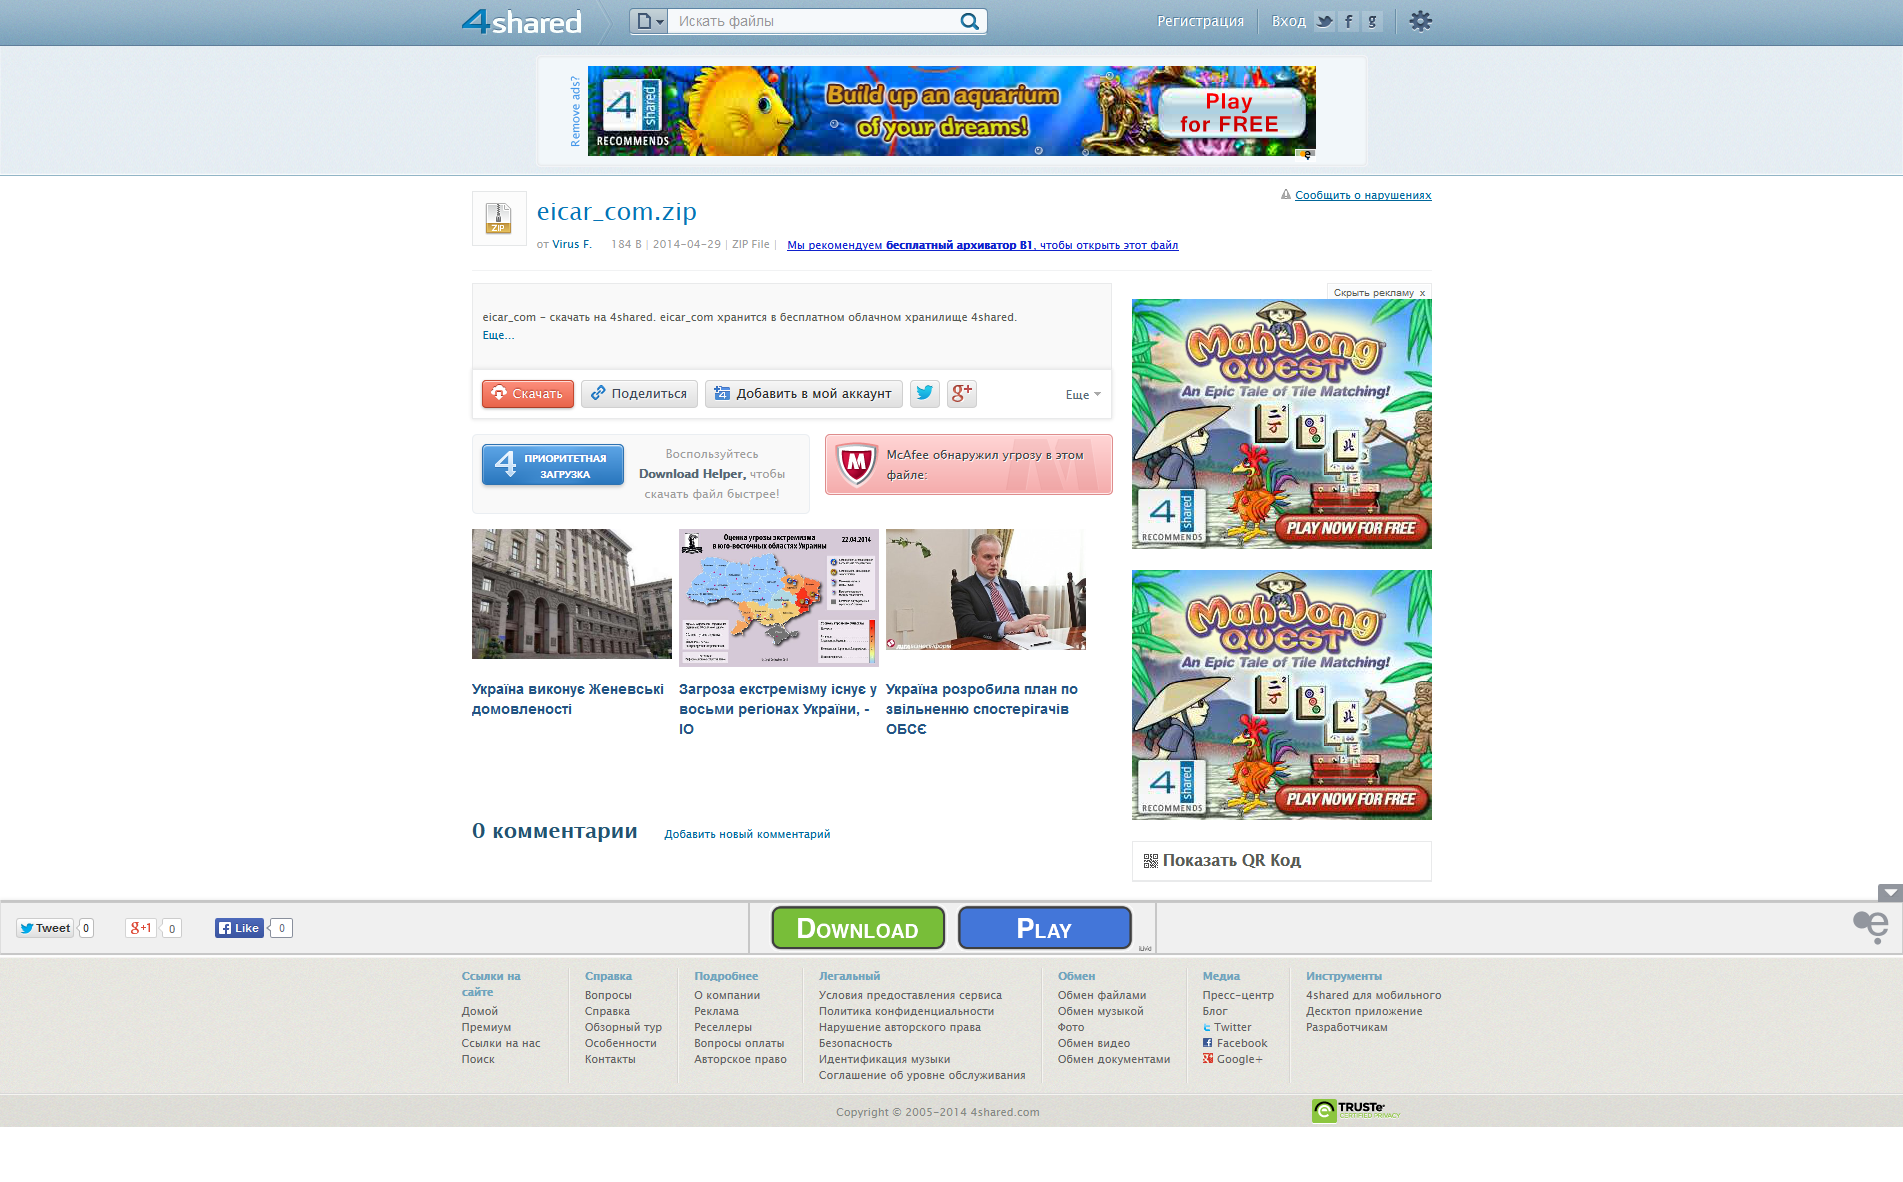 4shared
Искать файлы
Регистрация
Вход
Remove ads?
4 shared
RECOMMENDS
Build up an aquarium
of your dreams!
Play
for FREE
Сообщить о нарушениях
ZIP
eicar_com.zip
от Virus F. 184 B | 2014-04-29 | ZIP File | Мы рекомендуем бесплатный архиватор B1, чтобы открыть этот файл
eicar_com - скачать на 4shared. eicar_com хранится в бесплатном облачном хранилище 4shared.
Еще...
Скачать
Поделиться
Добавить в мой аккаунт
Еще
ПРИОРИТЕТНАЯ
ЗАГРУЗКА
Воспользуйтесь
Download Helper, чтобы
скачать файл быстрее!
McAfee обнаружил угрозу в этом
файле:
Скрыть рекламу x
Mah Jong
Quest
An Epic Tale of Tile Matching!
4 shared
RECOMMENDS
PLAY NOW FOR FREE
Оценка угрозы экстремизма
в юго-восточных областях Украины
22.04.2014
Україна виконує Женевські
домовленості
Загроза екстремізму існує у
восьми регіонах України, -
ІО
Україна розробила план по
звільненню спостерігачів
ОБСЄ
Mah Jong
Quest
An Epic Tale of Tile Matching!
4 shared
RECOMMENDS
PLAY NOW FOR FREE
0 комментарии
Добавить новый комментарий
Показать QR Код
Tweet 0
g+1 0
Like 0
Download
Play
Ссылки на
сайте
Домой
Премиум
Ссылки на нас
Поиск
Справка
Вопросы
Справка
Обзорный тур
Особенности
Контакты
Подробнее
О компании
Реклама
Реселлеры
Вопросы оплаты
Авторское право
Легальный
Условия предоставления сервиса
Политика конфиденциальности
Нарушение авторского права
Безопасность
Идентификация музыки
Соглашение об уровне обслуживания
Обмен
Обмен файлами
Обмен музыкой
Фото
Обмен видео
Обмен документами
Медиа
Пресс-центр
Блог
Twitter
Facebook
Google+
Инструменты
4shared для мобильного
Десктоп приложение
Разработчикам
Copyright © 2005-2014 4shared.com
TRUSTe
CERTIFIED PRIVACY